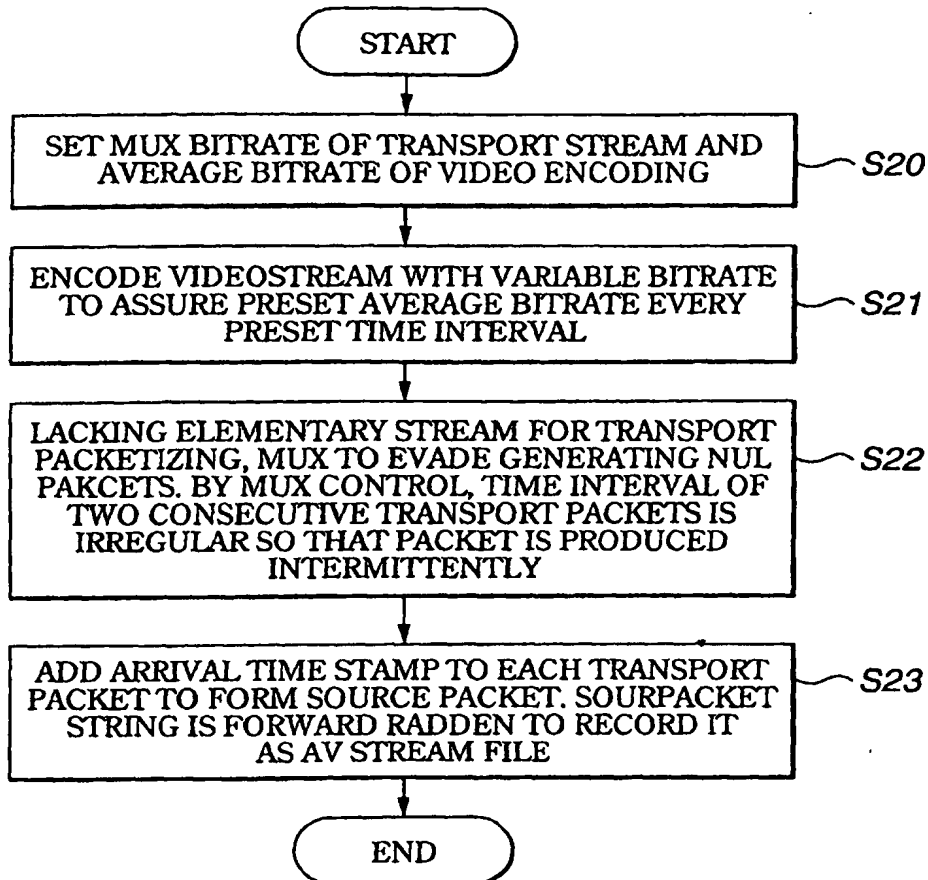 START
SET MUX BITRATE OF TRANSPORT STREAM AND
AVERAGE BITRATE OF VIDEO ENCODING
S20
ENCODE VIDEOSTREAM WITH VARIABLE BITRATE
TO ASSURE PRESET AVERAGE BITRATE EVERY
PRESET TIME INTERVAL
S21
LACKING ELEMENTARY STREAM FOR TRANSPORT
PACKETIZING, MUX TO EVADE GENERATING NUL
PAKCETS. BY MUX CONTROL, TIME INTERVAL OF
TWO CONSECUTIVE TRANSPORT PACKETS IS
IRREGULAR SO THAT PACKET IS PRODUCED
INTERMITTENTLY
S22
ADD ARRIVAL TIME STAMP TO EACH TRANSPORT
PACKET TO FORM SOURCE PACKET. SOURPACKET
STRING IS FORWARD RADDEN TO RECORD IT
AS AV STREAM FILE
S23
END